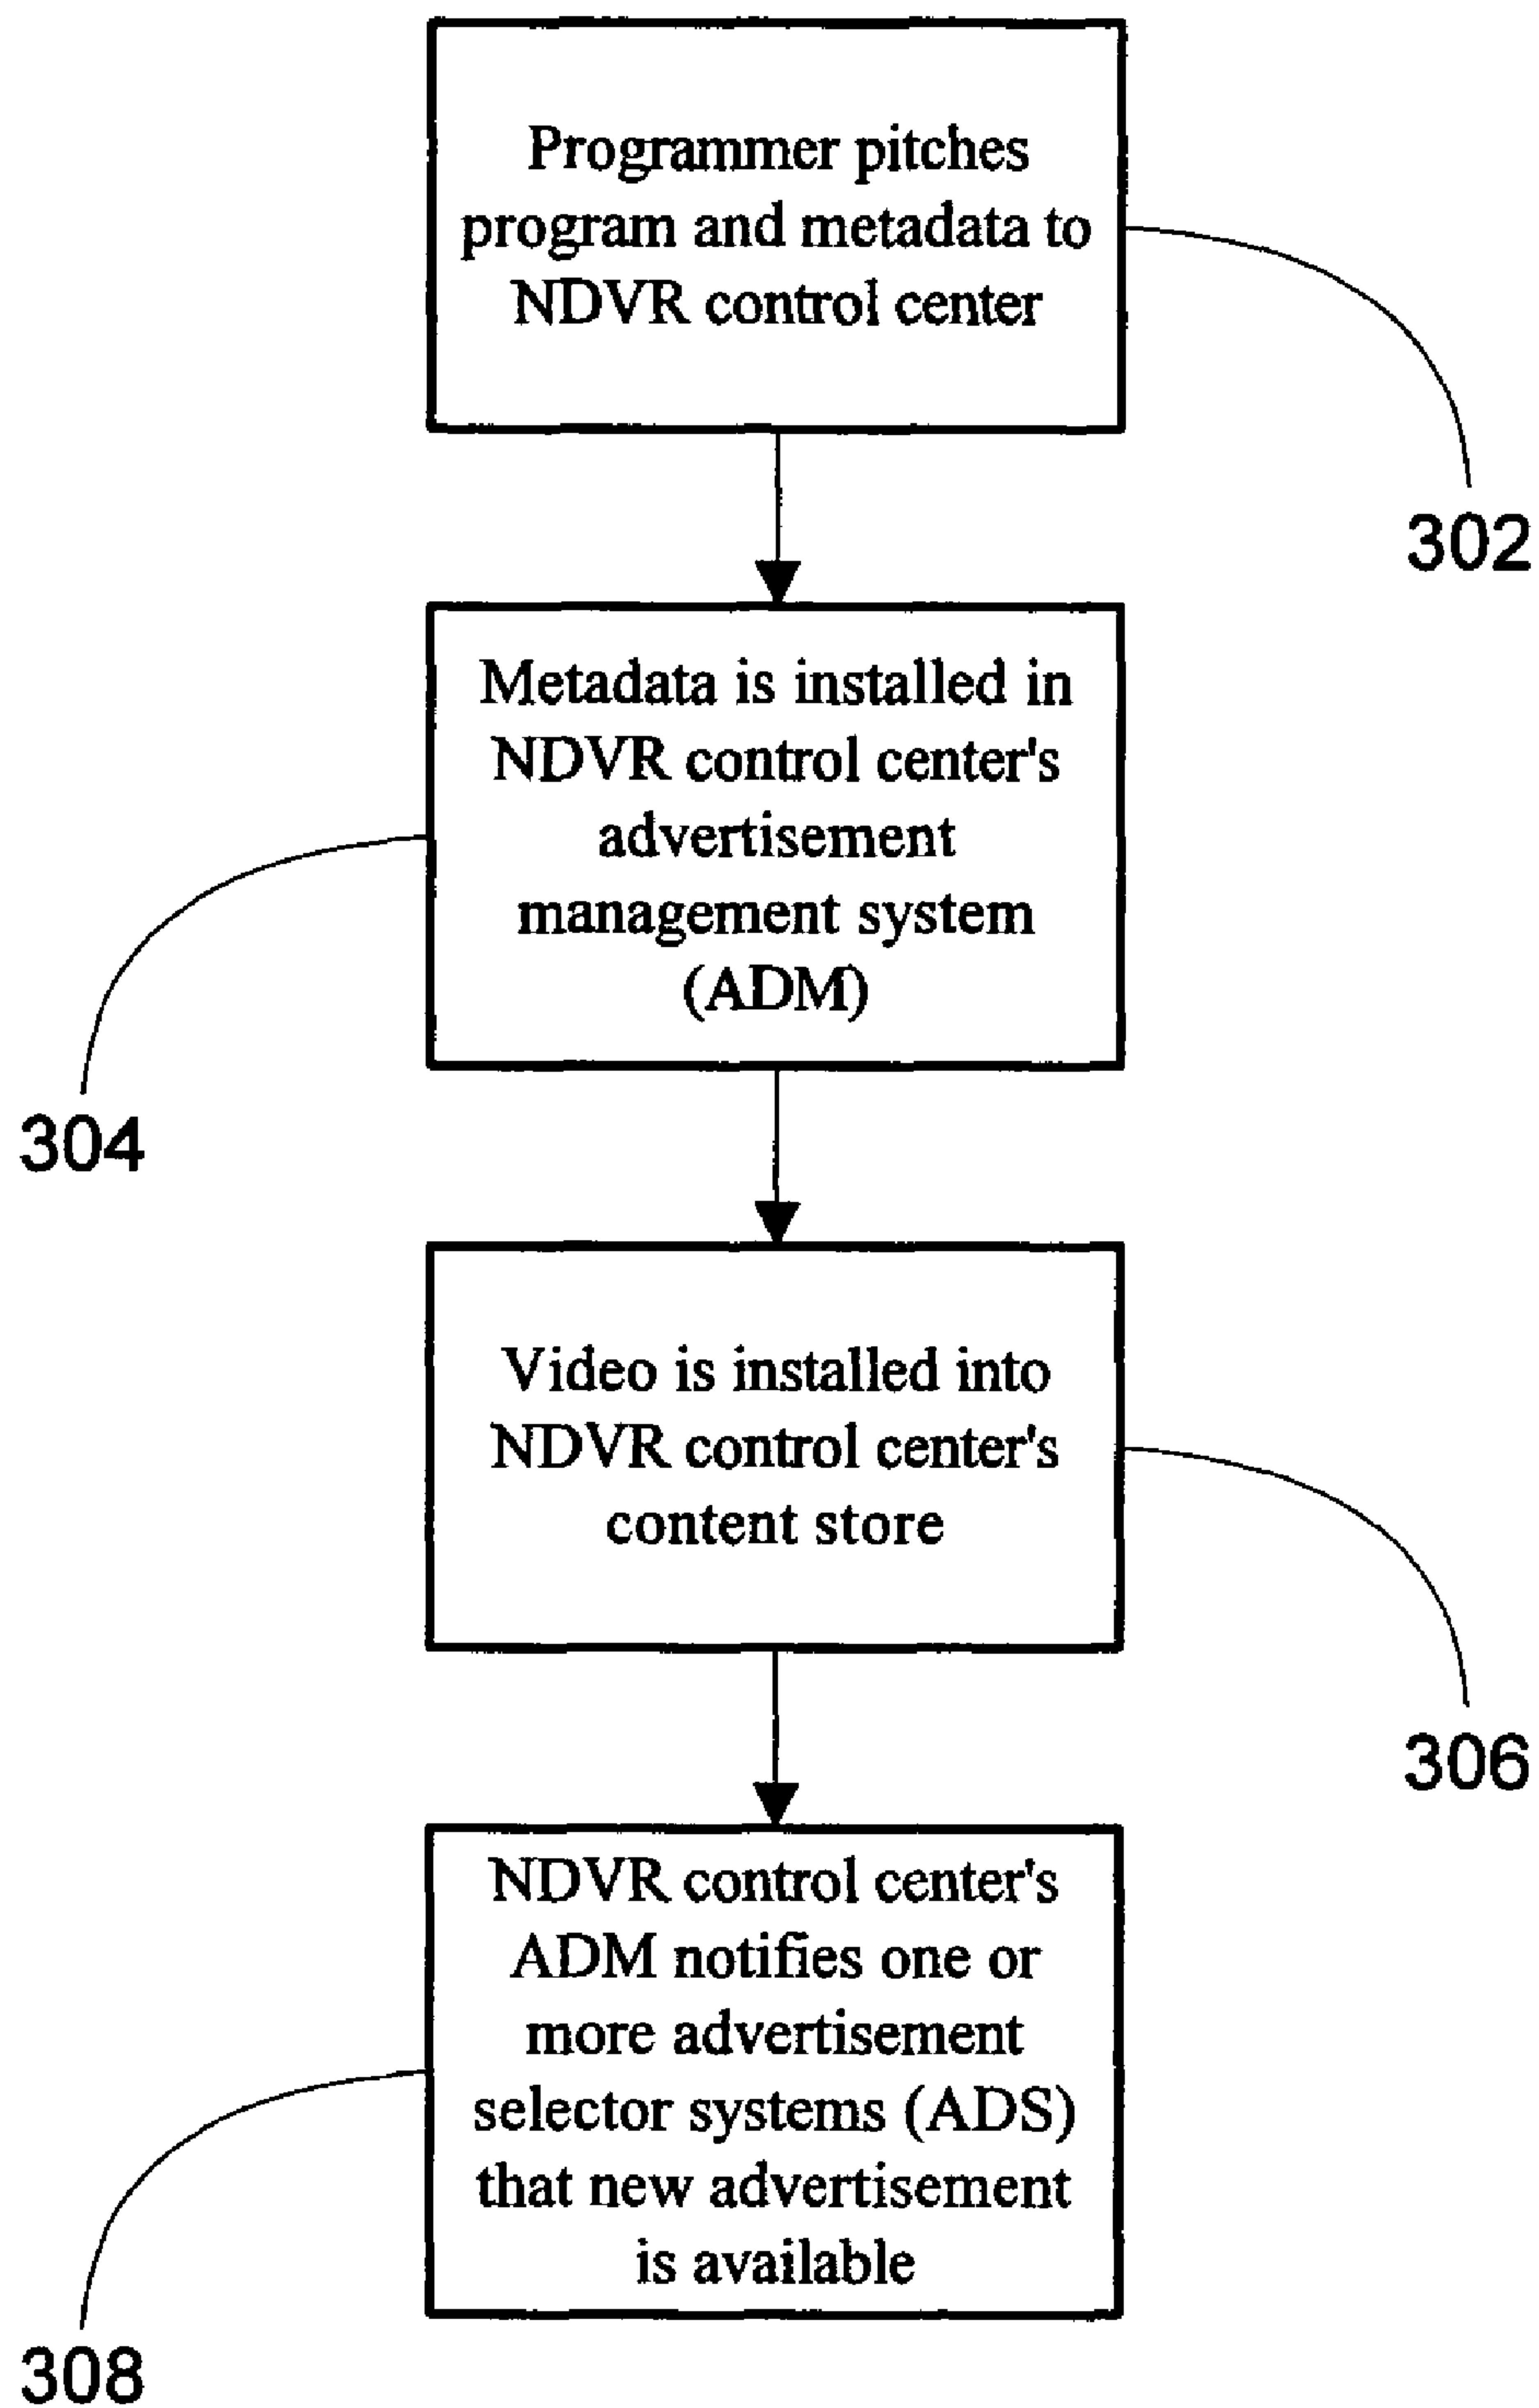 Programmer pitches
program and metadata to
NDVR control center
302
Metadata is installed in
NDVR control center's
advertisement
management system
(ADM)
304
Video is installed into
NDVR control center's
content store
306
NDVR control center's
ADM notifies one or
more advertisement
selector systems (ADS)
that new advertisement
is available
308